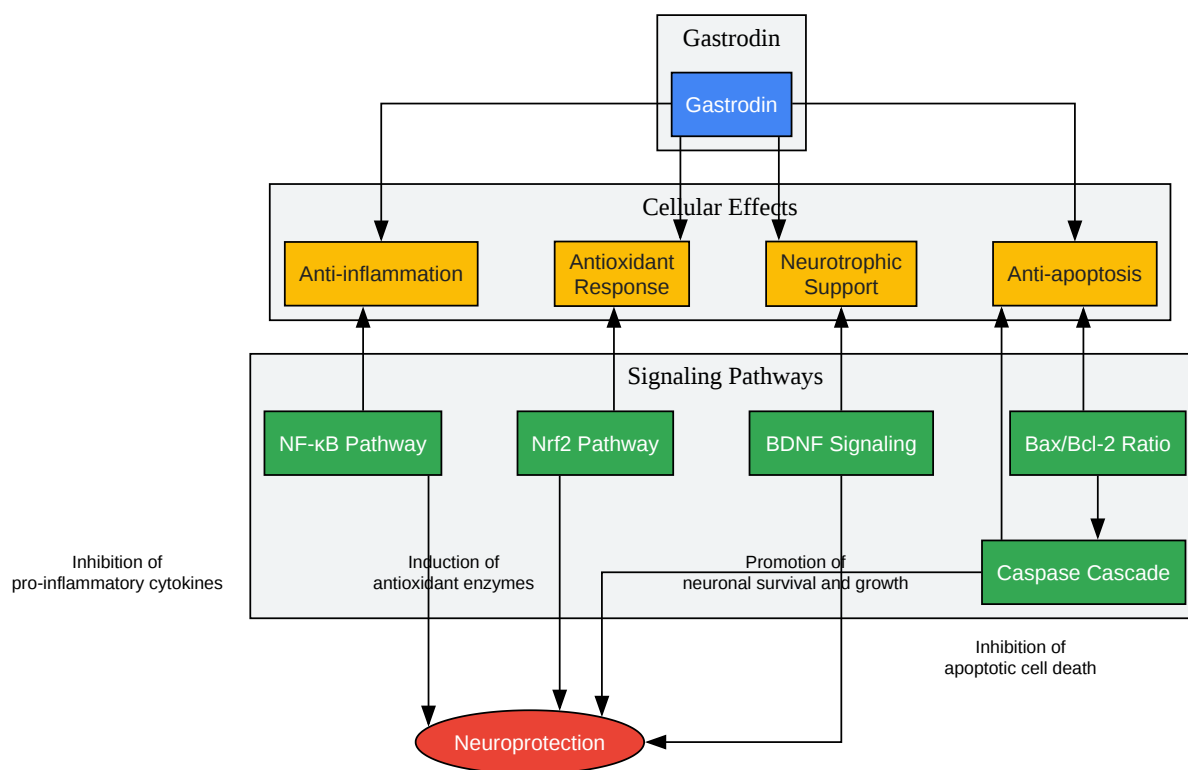 Gastrodin
Gastrodin
Cellular Effects
Anti-inflammation
Antioxidant
Response
Neurotrophic
Support
Anti-apoptosis
Signaling Pathways
NF-κB Pathway
Nrf2 Pathway
BDNF Signaling
Bax/Bcl-2 Ratio
Inhibition of
pro-inflammatory cytokines
Induction of
antioxidant enzymes
Promotion of
neuronal survival and growth
Caspase Cascade
Inhibition of
apoptotic cell death
Neuroprotection